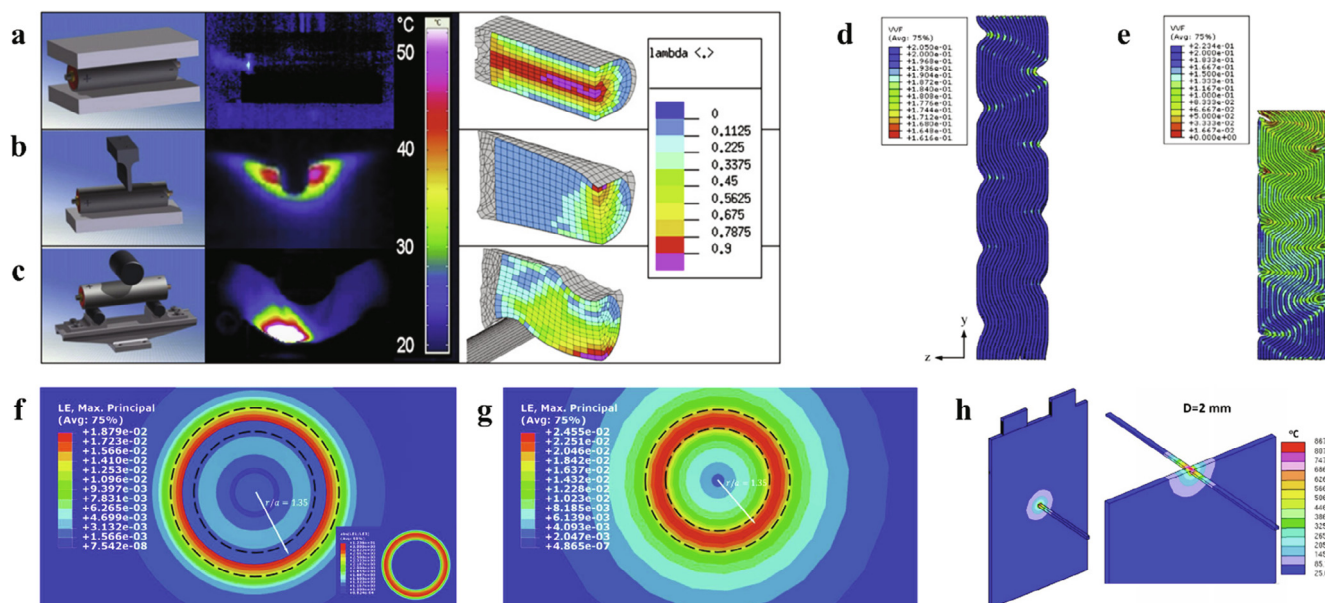 a
b
c
°C
50
40
30
20
lambda <.>
0
0.1125
0.225
0.3375
0.45
0.5625
0.675
0.7875
0.9
d
VVF
(Avg: 75%)
+2.050e-01
+2.000e-01
+1.968e-01
+1.936e-01
+1.904e-01
+1.872e-01
+1.840e-01
+1.808e-01
+1.776e-01
+1.744e-01
+1.712e-01
+1.680e-01
+1.648e-01
+1.616e-01
y
z
e
VVF
(Avg: 75%)
+2.234e-01
+2.000e-01
+1.833e-01
+1.667e-01
+1.500e-01
+1.333e-01
+1.167e-01
+1.000e-01
+8.333e-02
+6.667e-02
+5.000e-02
+3.333e-02
+1.667e-02
+0.000e+00
f
LE, Max. Principal
(Avg: 75%)
+1.879e-02
+1.723e-02
+1.566e-02
+1.410e-02
+1.253e-02
+1.096e-02
+9.397e-03
+7.831e-03
+6.265e-03
+4.699e-03
+3.132e-03
+1.566e-03
+7.542e-08
r/a = 1.35
g
LE, Max. Principal
(Avg: 75%)
+2.455e-02
+2.251e-02
+2.046e-02
+1.842e-02
+1.637e-02
+1.432e-02
+1.228e-02
+1.023e-02
+8.185e-03
+6.139e-03
+4.093e-03
+2.047e-03
+4.865e-07
r/a = 1.35
h
D=2 mm
°C